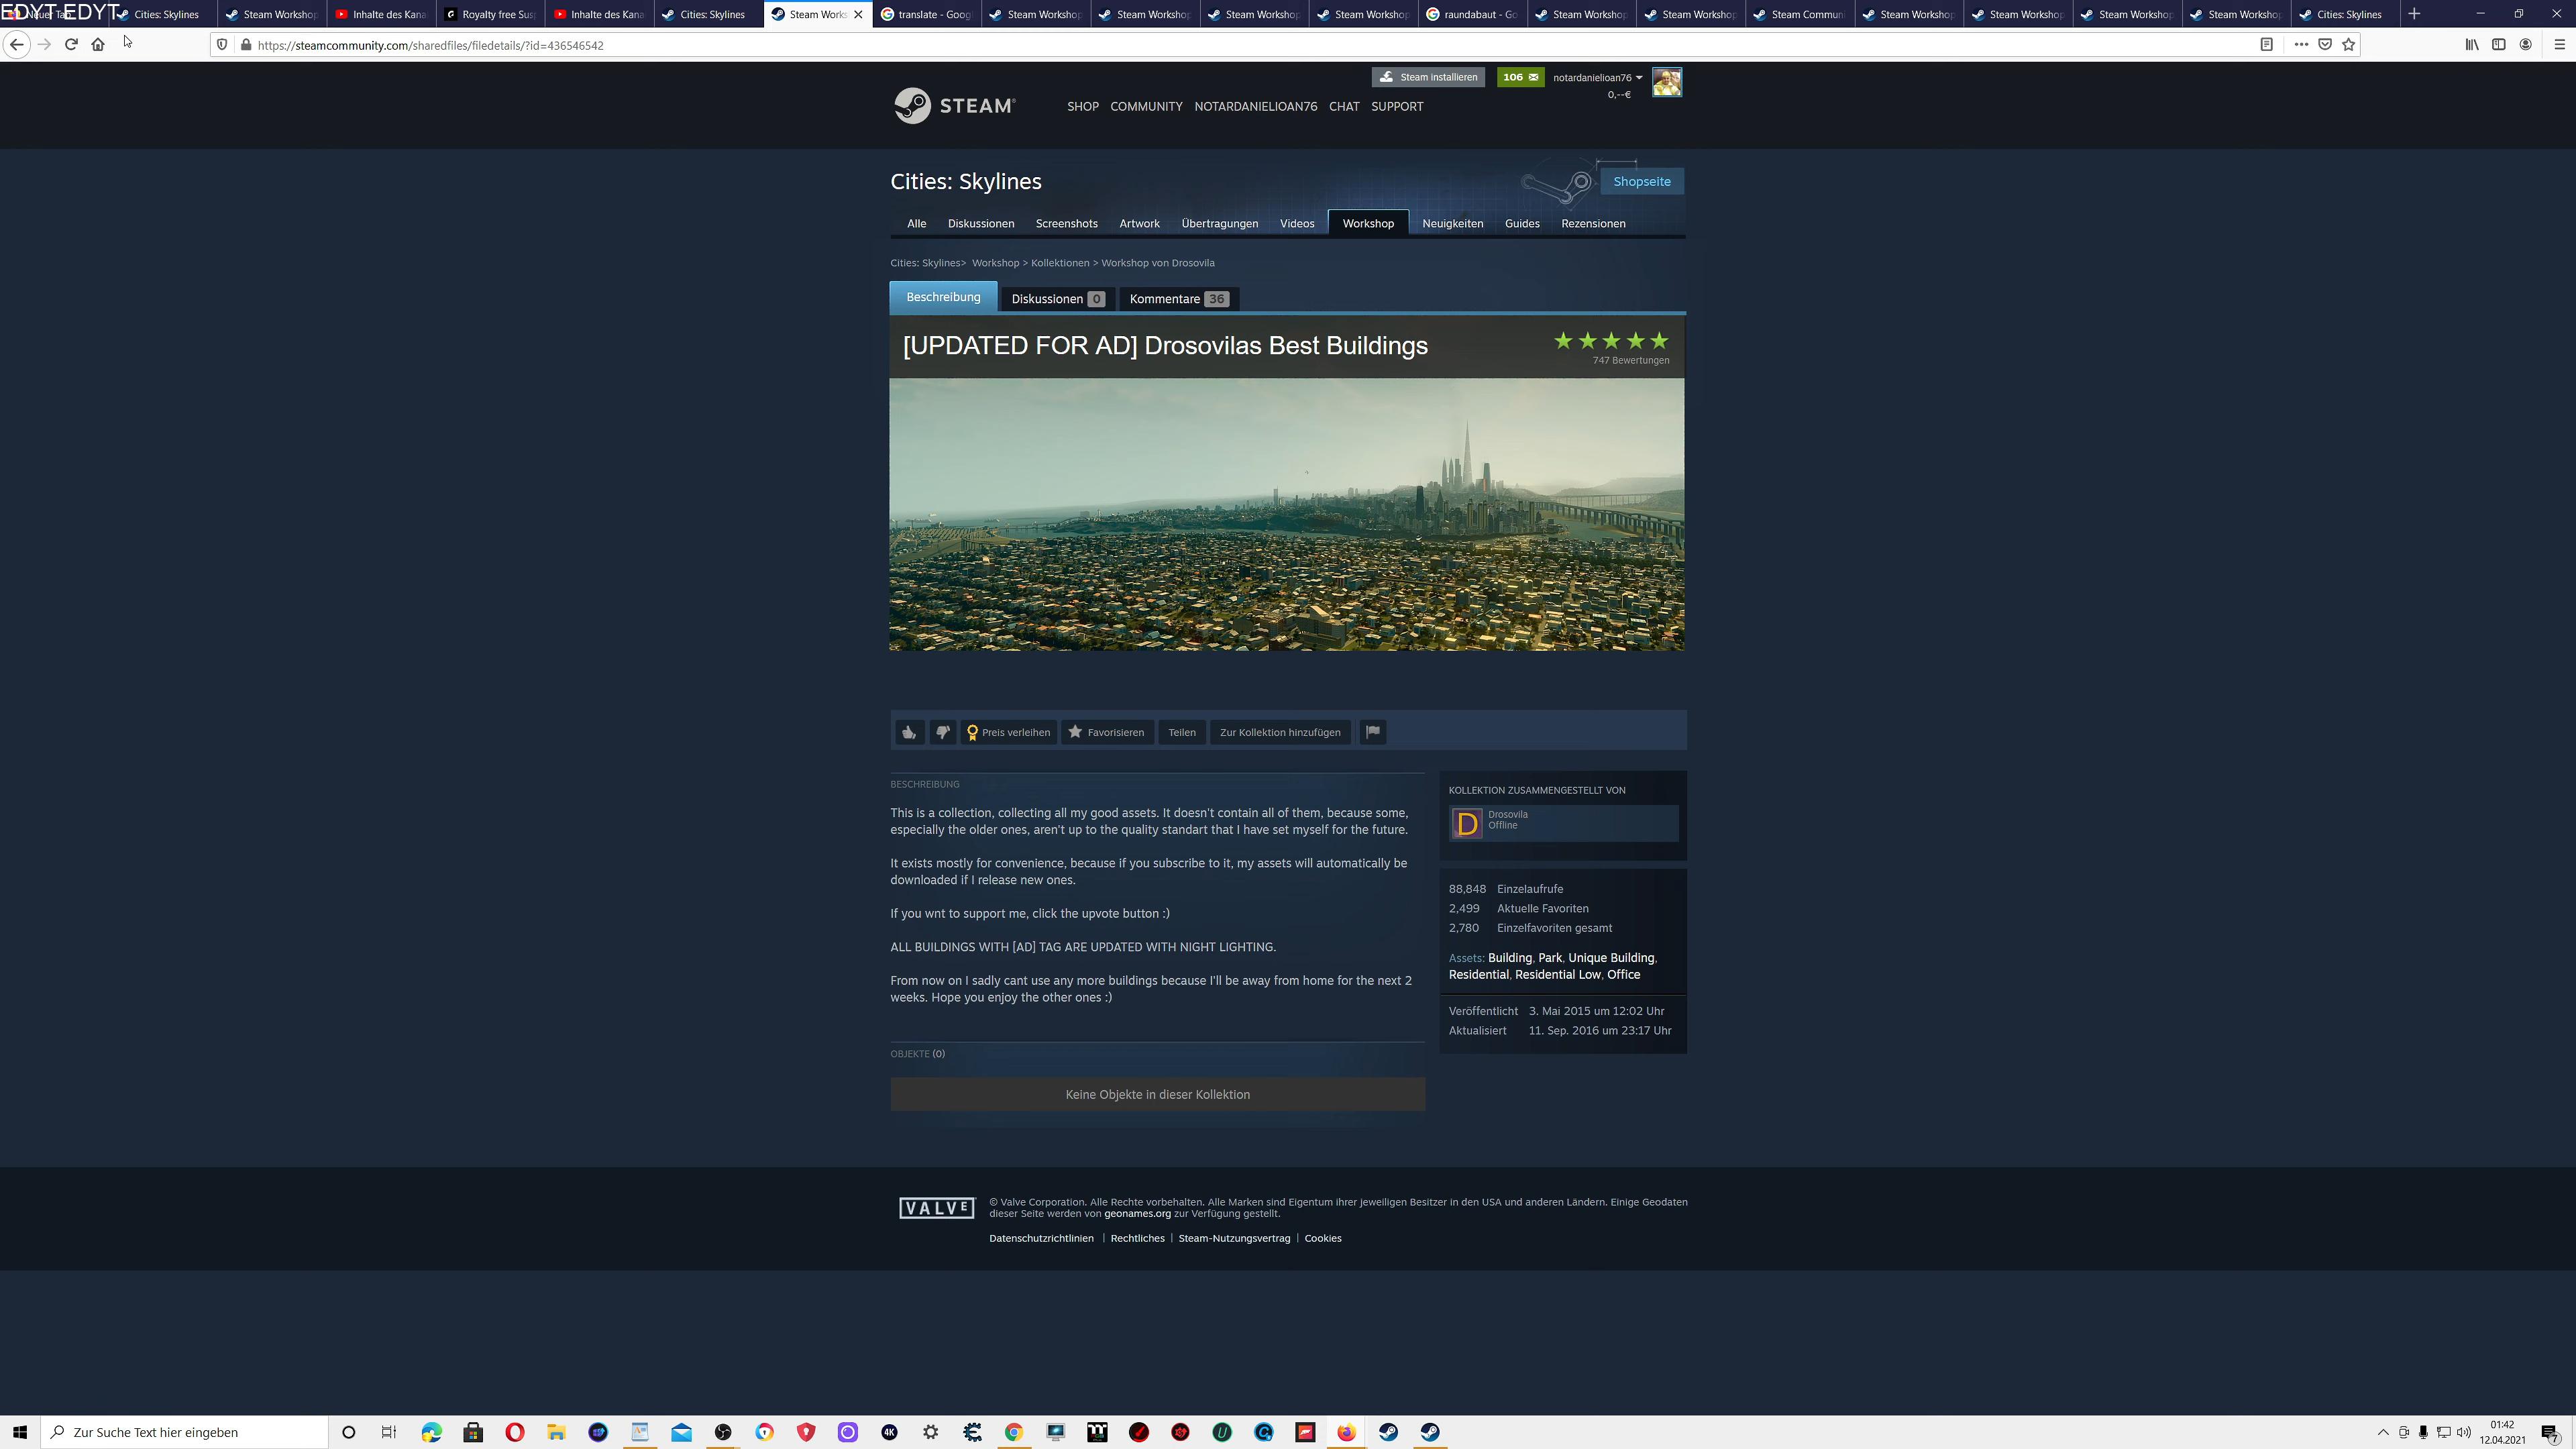 EDYT-EDYT
Cities: Skylines
Steam Workshop
Inhalte des Kana
Royalty free Sus
Inhalte des Kana
Cities: Skylines
Steam Works
translate - Goog
Steam Workshop
Steam Workshop
Steam Workshop
Steam Workshop
raundabaut - Go
Steam Workshop
Steam Workshop
Steam Communi
Steam Workshop
Steam Workshop
Steam Workshop
Steam Workshop
Cities: Skylines
https://steamcommunity.com/sharedfiles/filedetails/?id=436546542
Steam installieren
106
notardanielioan76
0,--€
STEAM
SHOP COMMUNITY NOTARDANIELIOAN76 CHAT SUPPORT
Cities: Skylines
Shopseite
Alle Diskussionen Screenshots Artwork Übertragungen Videos Workshop Neuigkeiten Guides Rezensionen
Cities: Skylines> Workshop > Kollektionen > Workshop von Drosovila
Beschreibung Diskussionen 0 Kommentare 36
[UPDATED FOR AD] Drosovilas Best Buildings
747 Bewertungen
Preis verleihen Favorisieren Teilen Zur Kollektion hinzufügen
BESCHREIBUNG
This is a collection, collecting all my good assets. It doesn't contain all of them, because some,
especially the older ones, aren't up to the quality standart that I have set myself for the future.
It exists mostly for convenience, because if you subscribe to it, my assets will automatically be
downloaded if I release new ones.
If you wnt to support me, click the upvote button :)
ALL BUILDINGS WITH [AD] TAG ARE UPDATED WITH NIGHT LIGHTING.
From now on I sadly cant use any more buildings because I'll be away from home for the next 2
weeks. Hope you enjoy the other ones :)
OBJEKTE (0)
Keine Objekte in dieser Kollektion
KOLLEKTION ZUSAMMENGESTELLT VON
D
Drosovila
Offline
88,848 Einzelaufrufe
2,499 Aktuelle Favoriten
2,780 Einzelfavoriten gesamt
Assets: Building, Park, Unique Building,
Residential, Residential Low, Office
Veröffentlicht 3. Mai 2015 um 12:02 Uhr
Aktualisiert 11. Sep. 2016 um 23:17 Uhr
VALVE
© Valve Corporation. Alle Rechte vorbehalten. Alle Marken sind Eigentum ihrer jeweiligen Besitzer in den USA und anderen Ländern. Einige Geodaten
dieser Seite werden von geonames.org zur Verfügung gestellt.
Datenschutzrichtlinien | Rechtliches | Steam-Nutzungsvertrag | Cookies
Zur Suche Text hier eingeben
4K
01:42
12.04.2021
7